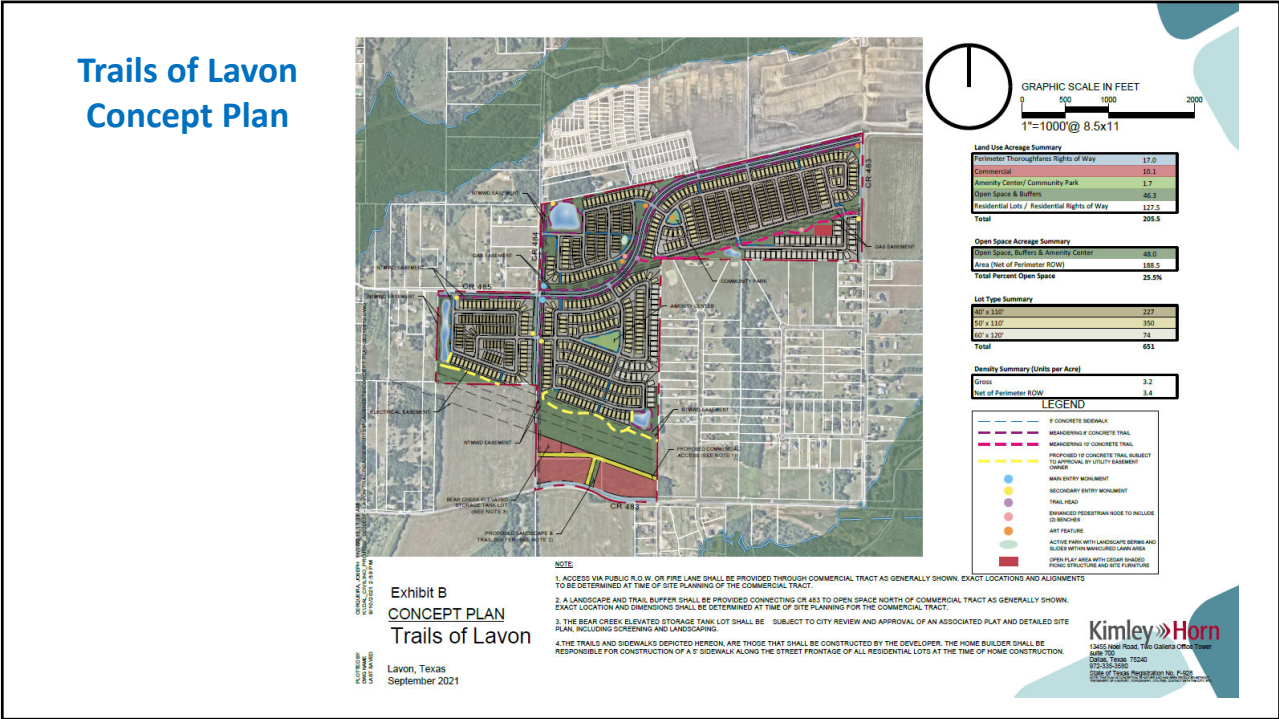 Trails of Lavon
Concept Plan
GRAPHIC SCALE IN FEET
0 500 1000 2000
1"=1000'@ 8.5x11
Land Use Acreage Summary
Perimeter Thoroughfares Rights of Way 17.0
Commercial 10.1
Amenity Center/ Community Park 1.7
Open Space & Buffers 46.3
Residential Lots / Residential Rights of Way 127.5
Total 205.5
Open Space Acreage Summary
Open Space, Buffers & Amenity Center 48.0
Area (Net of Perimeter ROW) 188.5
Total Percent Open Space 25.5%
Lot Type Summary
40' x 110' 227
50' x 110' 350
60' x 120' 74
Total 651
Density Summary (Units per Acre)
Gross 3.2
Net of Perimeter ROW 3.4
LEGEND
5' CONCRETE SIDEWALK
MEANDERING 6' CONCRETE TRAIL
MEANDERING 10' CONCRETE TRAIL
PROPOSED 10' CONCRETE TRAIL SUBJECT
TO APPROVAL BY UTILITY EASEMENT
OWNER
MAIN ENTRY MONUMENT
SECONDARY ENTRY MONUMENT
TRAIL HEAD
ENHANCED PEDESTRIAN NODE TO INCLUDE
(2) BENCHES
ART FEATURE
ACTIVE PARK WITH LANDSCAPE BERMS AND
SLIDES WITHIN MANICURED LAWN AREA
OPEN PLAY AREA WITH CEDAR SHADED
PICNIC STRUCTURE AND SITE FURNITURE
NTMWD EASEMENT
CR 484
CR 483
GAS EASEMENT
GAS EASEMENT
NTMWD EASEMENT
COMMUNITY PARK
CR 485
NTMWD EASEMENT
AMENITY CENTER
ELECTRICAL EASEMENT
NTMWD EASEMENT
NTMWD EASEMENT
PROPOSED COMMERCIAL
ACCESS (SEE NOTE 1)
BEAR CREEK ELEVATED
STORAGE TANK LOT
(SEE NOTE 3)
CR 483
PROPOSED LANDSCAPE &
TRAIL BUFFER (SEE NOTE 2)
NOTE:
1. ACCESS VIA PUBLIC R.O.W. OR FIRE LANE SHALL BE PROVIDED THROUGH COMMERCIAL TRACT AS GENERALLY SHOWN. EXACT LOCATIONS AND ALIGNMENTS
TO BE DETERMINED AT TIME OF SITE PLANNING OF THE COMMERCIAL TRACT.
2. A LANDSCAPE AND TRAIL BUFFER SHALL BE PROVIDED CONNECTING CR 483 TO OPEN SPACE NORTH OF COMMERCIAL TRACT AS GENERALLY SHOWN.
EXACT LOCATION AND DIMENSIONS SHALL BE DETERMINED AT TIME OF SITE PLANNING FOR THE COMMERCIAL TRACT.
3. THE BEAR CREEK ELEVATED STORAGE TANK LOT SHALL BE SUBJECT TO CITY REVIEW AND APPROVAL OF AN ASSOCIATED PLAT AND DETAILED SITE
PLAN, INCLUDING SCREENING AND LANDSCAPING.
4.THE TRAILS AND SIDEWALKS DEPICTED HEREON, ARE THOSE THAT SHALL BE CONSTRUCTED BY THE DEVELOPER. THE HOME BUILDER SHALL BE
RESPONSIBLE FOR CONSTRUCTION OF A 5' SIDEWALK ALONG THE STREET FRONTAGE OF ALL RESIDENTIAL LOTS AT THE TIME OF HOME CONSTRUCTION.
Exhibit B
CONCEPT PLAN
Trails of Lavon
Lavon, Texas
September 2021
PLOTTED BY
DWG NAME
LAST SAVED
Kimley»Horn
13455 Noel Road, Two Galleria Office Tower
suite 700
Dallas, Texas 75240
972-335-3580
State of Texas Registration No. F-928